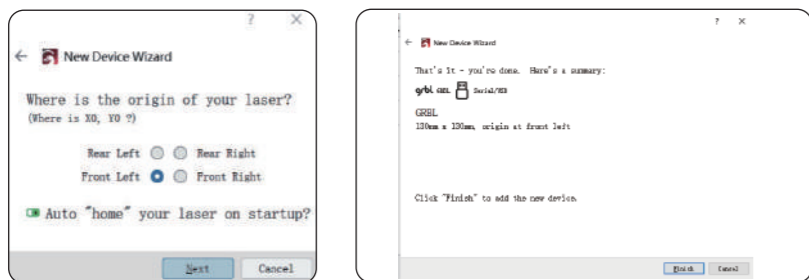 ? ×
← New Device Wizard
Where is the origin of your laser?
(Where is X0, Y0 ?)
Rear Left Rear Right
Front Left Front Right
Auto "home" your laser on startup?
Next Cancel
? ×
← New Device Wizard
That's It - you're done. Here's a summary:
grbl GRBL Serial/USB
GRBL
130mm x 130mm, origin at front left
Click "Finish" to add the new device.
Finish Cancel